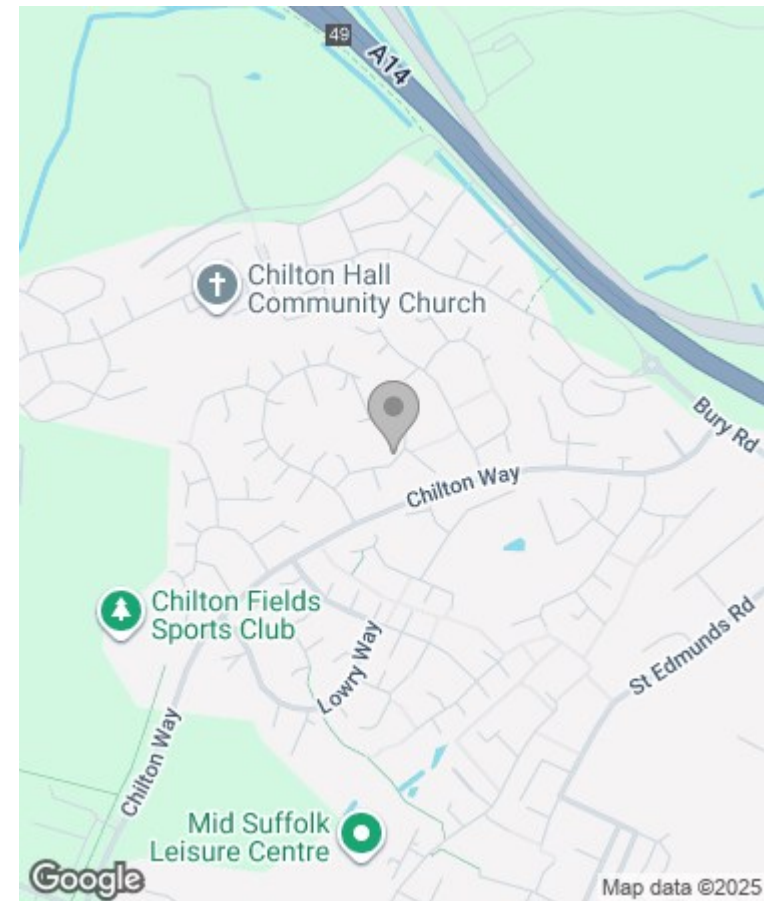 49
A14
Chilton Hall
Community Church
Bury Rd
Chilton Way
Chilton Fields
Sports Club
Lowry Way
St Edmunds Rd
Chilton Way
Mid Suffolk
Leisure Centre
Google
Map data ©2025